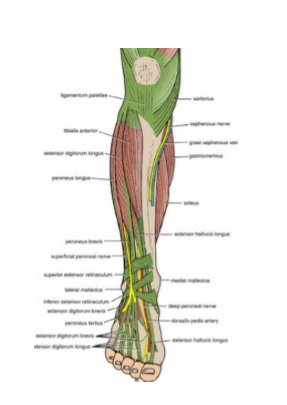 ligamentum patellae
sartorius
saphenous nerve
tibialis anterior
great saphenous vei
extensor digitorum longus
gastrocnemius
peroneus longus
soleus
extensor hallucis longus
peroneus brevis
superficial peroneal nerve
superior extensor retinaculum
medial malleolus
lateral malleolus
inferior extensor retinaculum
deep peroneal nerve
extensor digitorum brevis
dorsalis pedis artery
peroneus tertius
extensor digitorum brevis
extensor hallucis longus
xtensor digitorum longus